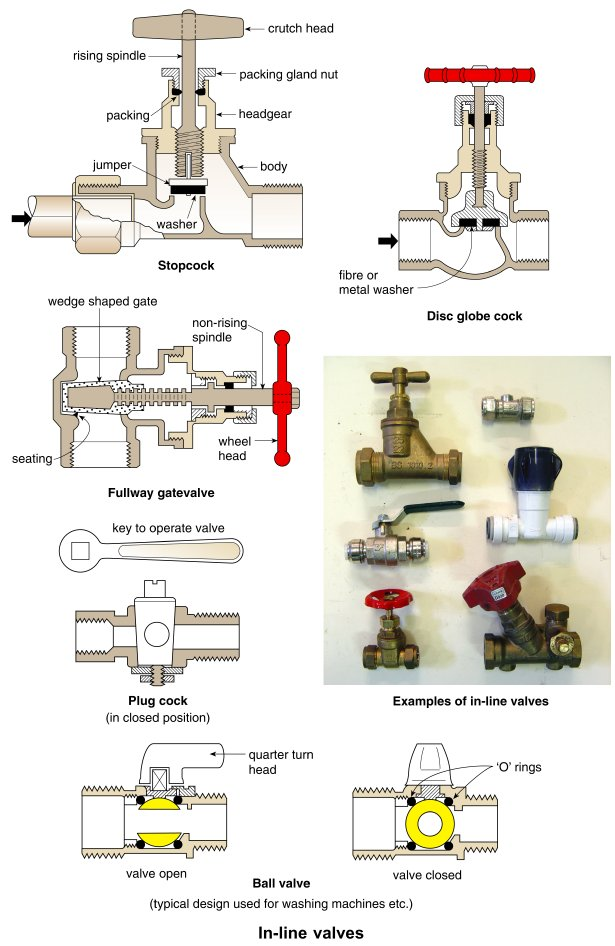 crutch head
rising spindle
packing gland nut
packing
headgear
jumper
body
washer
Stopcock
fibre or
metal washer
Disc globe cock
wedge shaped gate
non-rising
spindle
seating
wheel
head
Fullway gatevalve
key to operate valve
Plug cock
(in closed position)
Examples of in-line valves
quarter turn
head
'O' rings
valve open
valve closed
Ball valve
(typical design used for washing machines etc.)
In-line valves